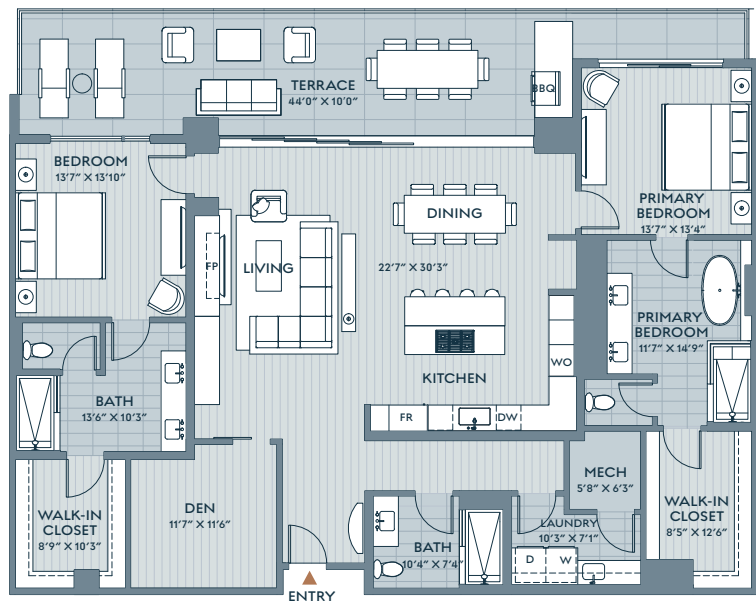 TERRACE
44'0" X 10'0"
BBQ
BEDROOM
13'7" X 13'10"
DINING
PRIMARY
BEDROOM
13'7" X 13'4"
FP
LIVING
22'7" X 30'3"
PRIMARY
BEDROOM
11'7" X 14'9"
WO
KITCHEN
BATH
13'6" X 10'3"
FR
DW
MECH
5'8" X 6'3"
WALK-IN
CLOSET
8'9" X 10'3"
DEN
11'7" X 11'6"
WALK-IN
CLOSET
8'5" X 12'6"
LAUNDRY
10'3" X 7'1"
BATH
10'4" X 7'4"
D
W
ENTRY